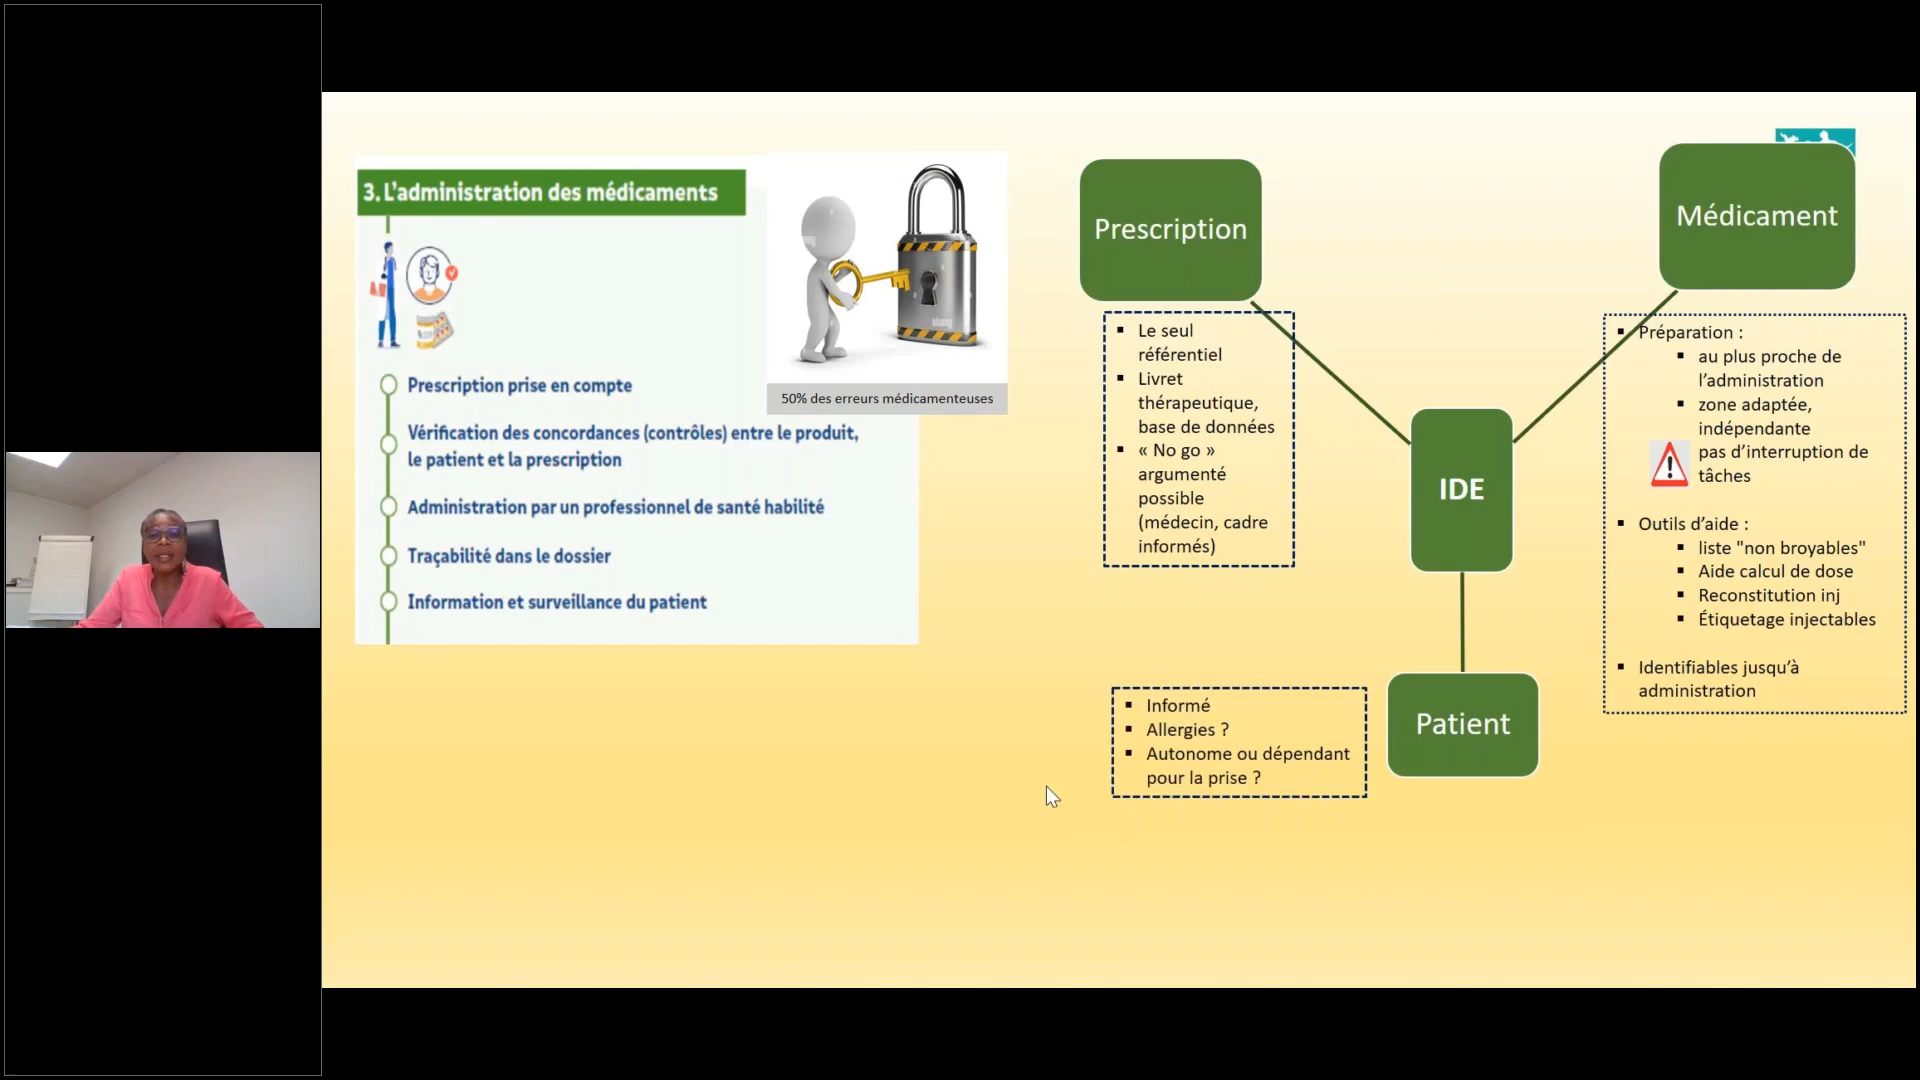 3. L'administration des médicaments
50% des erreurs médicamenteuses
Prescription prise en compte
Vérification des concordances (contrôles) entre le produit,
le patient et la prescription
Administration par un professionnel de santé habilité
Traçabilité dans le dossier
Information et surveillance du patient
Prescription
▪ Le seul
référentiel
▪ Livret
thérapeutique,
base de données
▪ « No go »
argumenté
possible
(médecin, cadre
informés)
Médicament
▪ Préparation :
▪ au plus proche de
l'administration
▪ zone adaptée,
indépendante
pas d'interruption de
tâches
▪ Outils d'aide :
▪ liste "non broyables"
▪ Aide calcul de dose
▪ Reconstitution inj
▪ Étiquetage injectables
▪ Identifiables jusqu'à
administration
IDE
Patient
▪ Informé
▪ Allergies ?
▪ Autonome ou dépendant
pour la prise ?